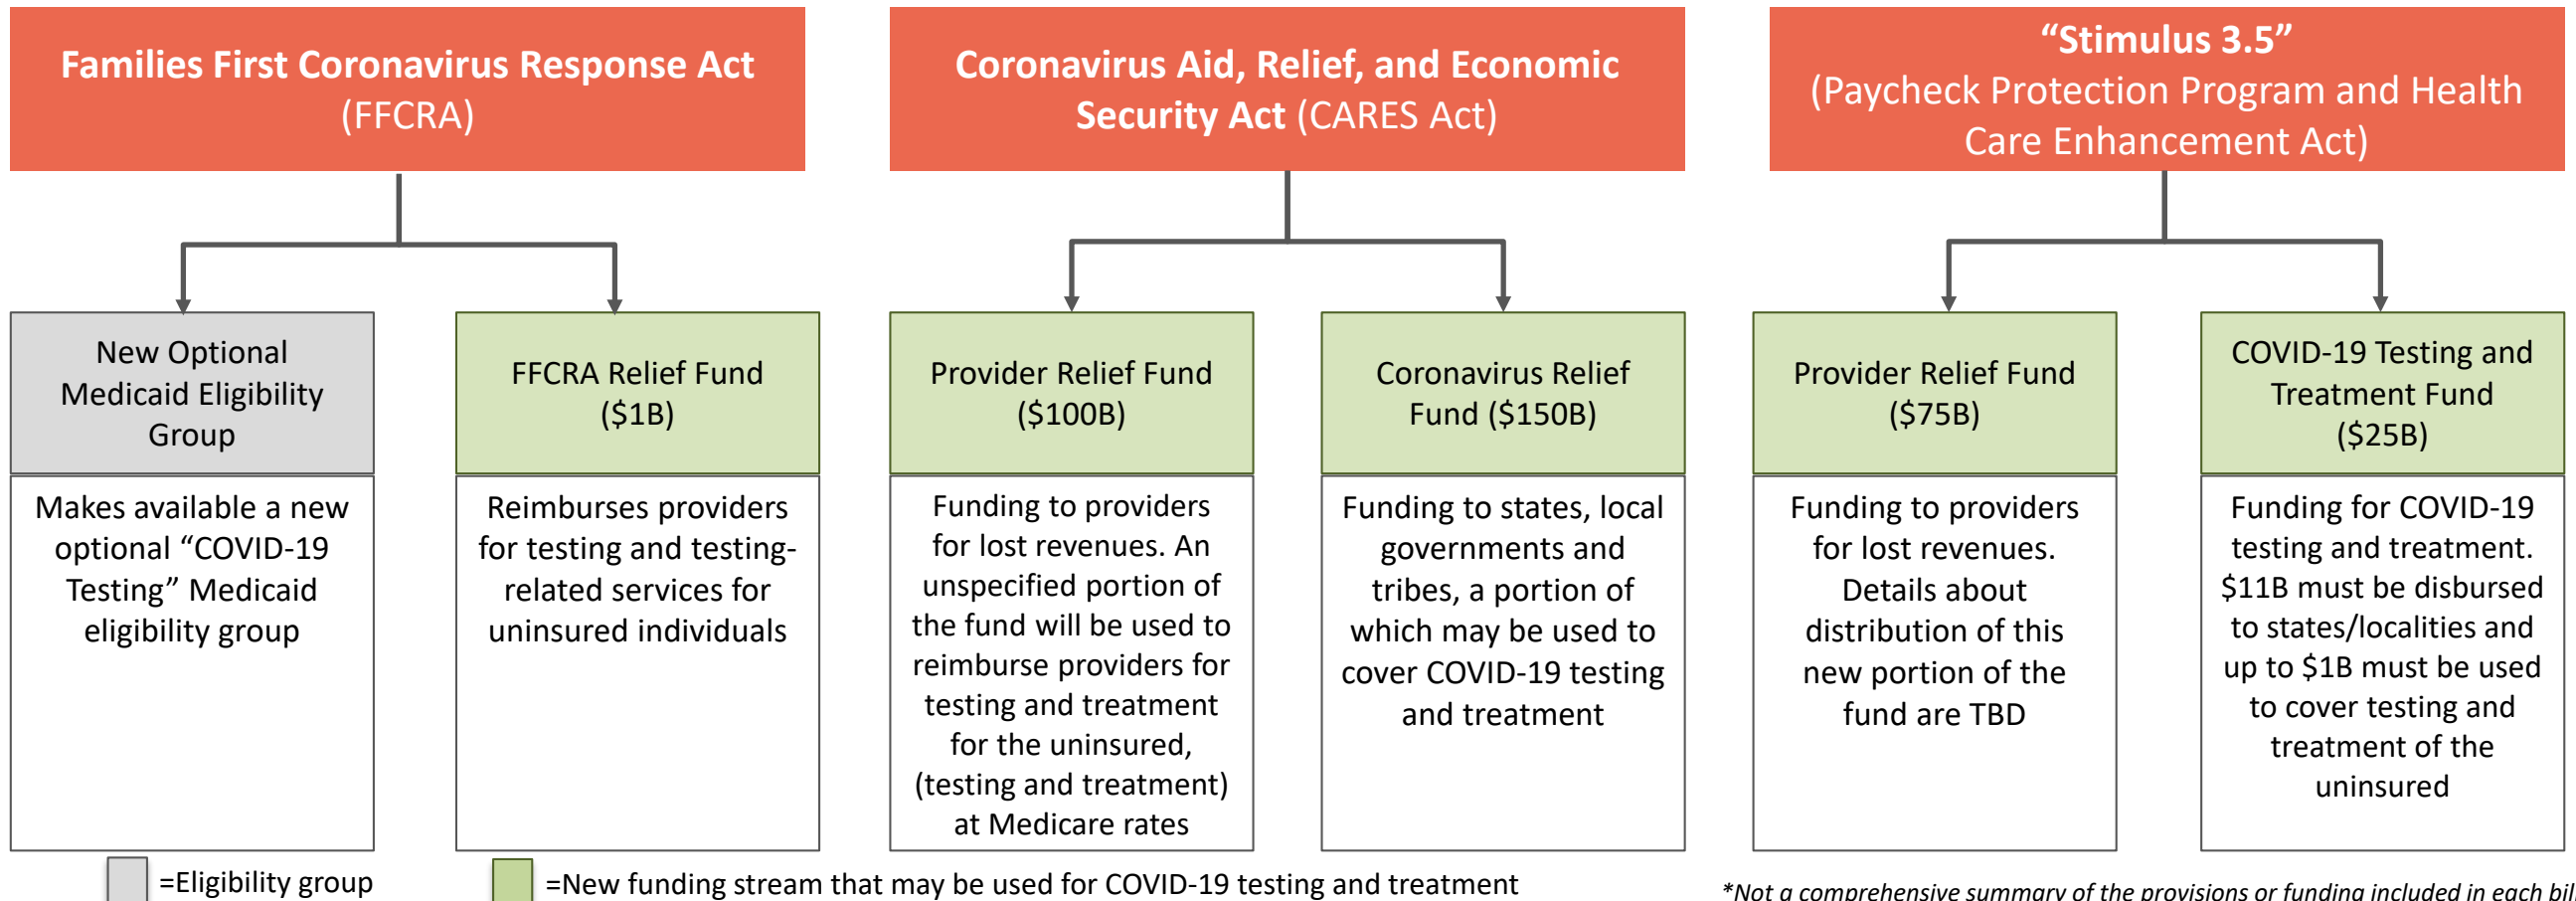 Families First Coronavirus Response Act
(FFCRA)
Coronavirus Aid, Relief, and Economic
Security Act (CARES Act)
“Stimulus 3.5”
(Paycheck Protection Program and Health
Care Enhancement Act)
New Optional
Medicaid Eligibility
Group
Makes available a new
optional “COVID-19
Testing” Medicaid
eligibility group
FFCRA Relief Fund
($1B)
Reimburses providers
for testing and testing-
related services for
uninsured individuals
Provider Relief Fund
($100B)
Funding to providers
for lost revenues. An
unspecified portion of
the fund will be used to
reimburse providers for
testing and treatment
for the uninsured,
(testing and treatment)
at Medicare rates
Coronavirus Relief
Fund ($150B)
Funding to states, local
governments and
tribes, a portion of
which may be used to
cover COVID-19 testing
and treatment
Provider Relief Fund
($75B)
Funding to providers
for lost revenues.
Details about
distribution of this
new portion of the
fund are TBD
COVID-19 Testing and
Treatment Fund
($25B)
Funding for COVID-19
testing and treatment.
$11B must be disbursed
to states/localities and
up to $1B must be used
to cover testing and
treatment of the
uninsured
=Eligibility group
=New funding stream that may be used for COVID-19 testing and treatment
*Not a comprehensive summary of the provisions or funding included in each bil